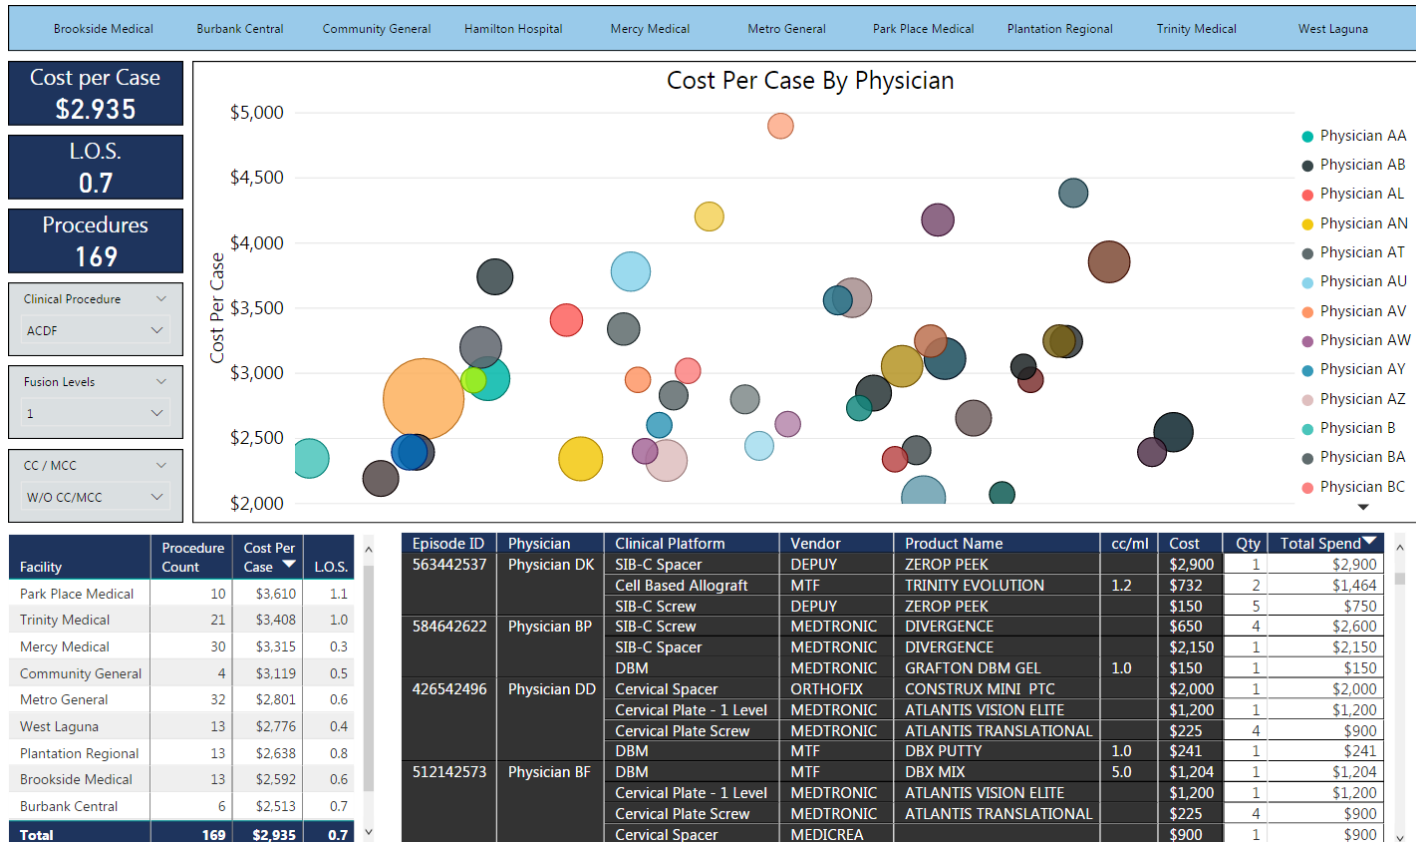 Brookside Medical Burbank Central Community General Hamilton Hospital Mercy Medical Metro General Park Place Medical Plantation Regional Trinity Medical West Laguna
Cost per Case
$2.935
L.O.S.
0.7
Procedures
169
Clinical Procedure
ACDF
Fusion Levels
1
CC / MCC
W/O CC/MCC
Cost Per Case By Physician
Cost Per Case
$5,000
$4,500
$4,000
$3,500
$3,000
$2,500
$2,000
Physician AA
Physician AB
Physician AL
Physician AN
Physician AT
Physician AU
Physician AV
Physician AW
Physician AY
Physician AZ
Physician B
Physician BA
Physician BC
Facility Procedure Count Cost Per Case L.O.S.
Park Place Medical 10 $3,610 1.1
Trinity Medical 21 $3,408 1.0
Mercy Medical 30 $3,315 0.3
Community General 4 $3,119 0.5
Metro General 32 $2,801 0.6
West Laguna 13 $2,776 0.4
Plantation Regional 13 $2,638 0.8
Brookside Medical 13 $2,592 0.6
Burbank Central 6 $2,513 0.7
Total 169 $2,935 0.7
Episode ID Physician Clinical Platform Vendor Product Name cc/ml Cost Qty Total Spend
563442537 Physician DK SIB-C Spacer DEPUY ZEROP PEEK $2,900 1 $2,900
Cell Based Allograft MTF TRINITY EVOLUTION 1.2 $732 2 $1,464
SIB-C Screw DEPUY ZEROP PEEK $150 5 $750
584642622 Physician BP SIB-C Screw MEDTRONIC DIVERGENCE $650 4 $2,600
SIB-C Spacer MEDTRONIC DIVERGENCE $2,150 1 $2,150
DBM MEDTRONIC GRAFTON DBM GEL 1.0 $150 1 $150
426542496 Physician DD Cervical Spacer ORTHOFIX CONSTRUX MINI PTC $2,000 1 $2,000
Cervical Plate - 1 Level MEDTRONIC ATLANTIS VISION ELITE $1,200 1 $1,200
Cervical Plate Screw MEDTRONIC ATLANTIS TRANSLATIONAL $225 4 $900
DBM MTF DBX PUTTY 1.0 $241 1 $241
512142573 Physician BF DBM MTF DBX MIX 5.0 $1,204 1 $1,204
Cervical Plate - 1 Level MEDTRONIC ATLANTIS VISION ELITE $1,200 1 $1,200
Cervical Plate Screw MEDTRONIC ATLANTIS TRANSLATIONAL $225 4 $900
Cervical Spacer MEDICREA $900 1 $900